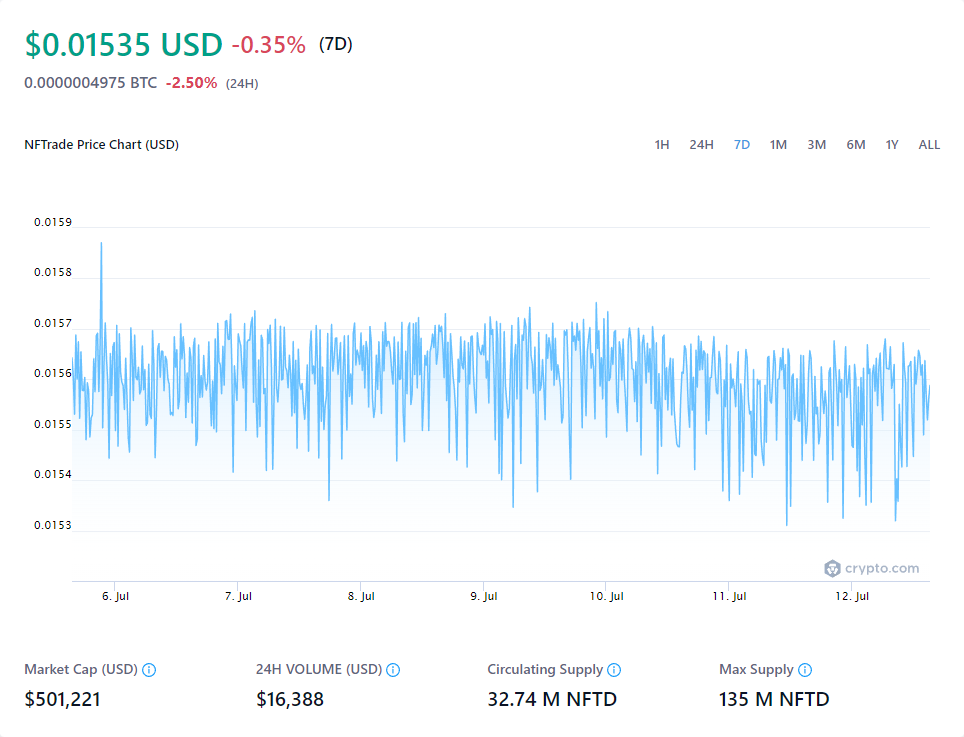 $0.01535 USD -0.35% (7D)
0.0000004975 BTC -2.50% (24H)
NFTrade Price Chart (USD) 1H 24H 7D 1M 3M 6M 1Y ALL
0.0159
0.0158
0.0157
0.0156
0.0155
0.0154
0.0153
crypto.com
6. Jul 7. Jul 8. Jul 9. Jul 10. Jul 11. Jul 12. Jul
Market Cap (USD) 24H VOLUME (USD) Circulating Supply Max Supply
$501,221 $16,388 32.74 M NFTD 135 M NFTD